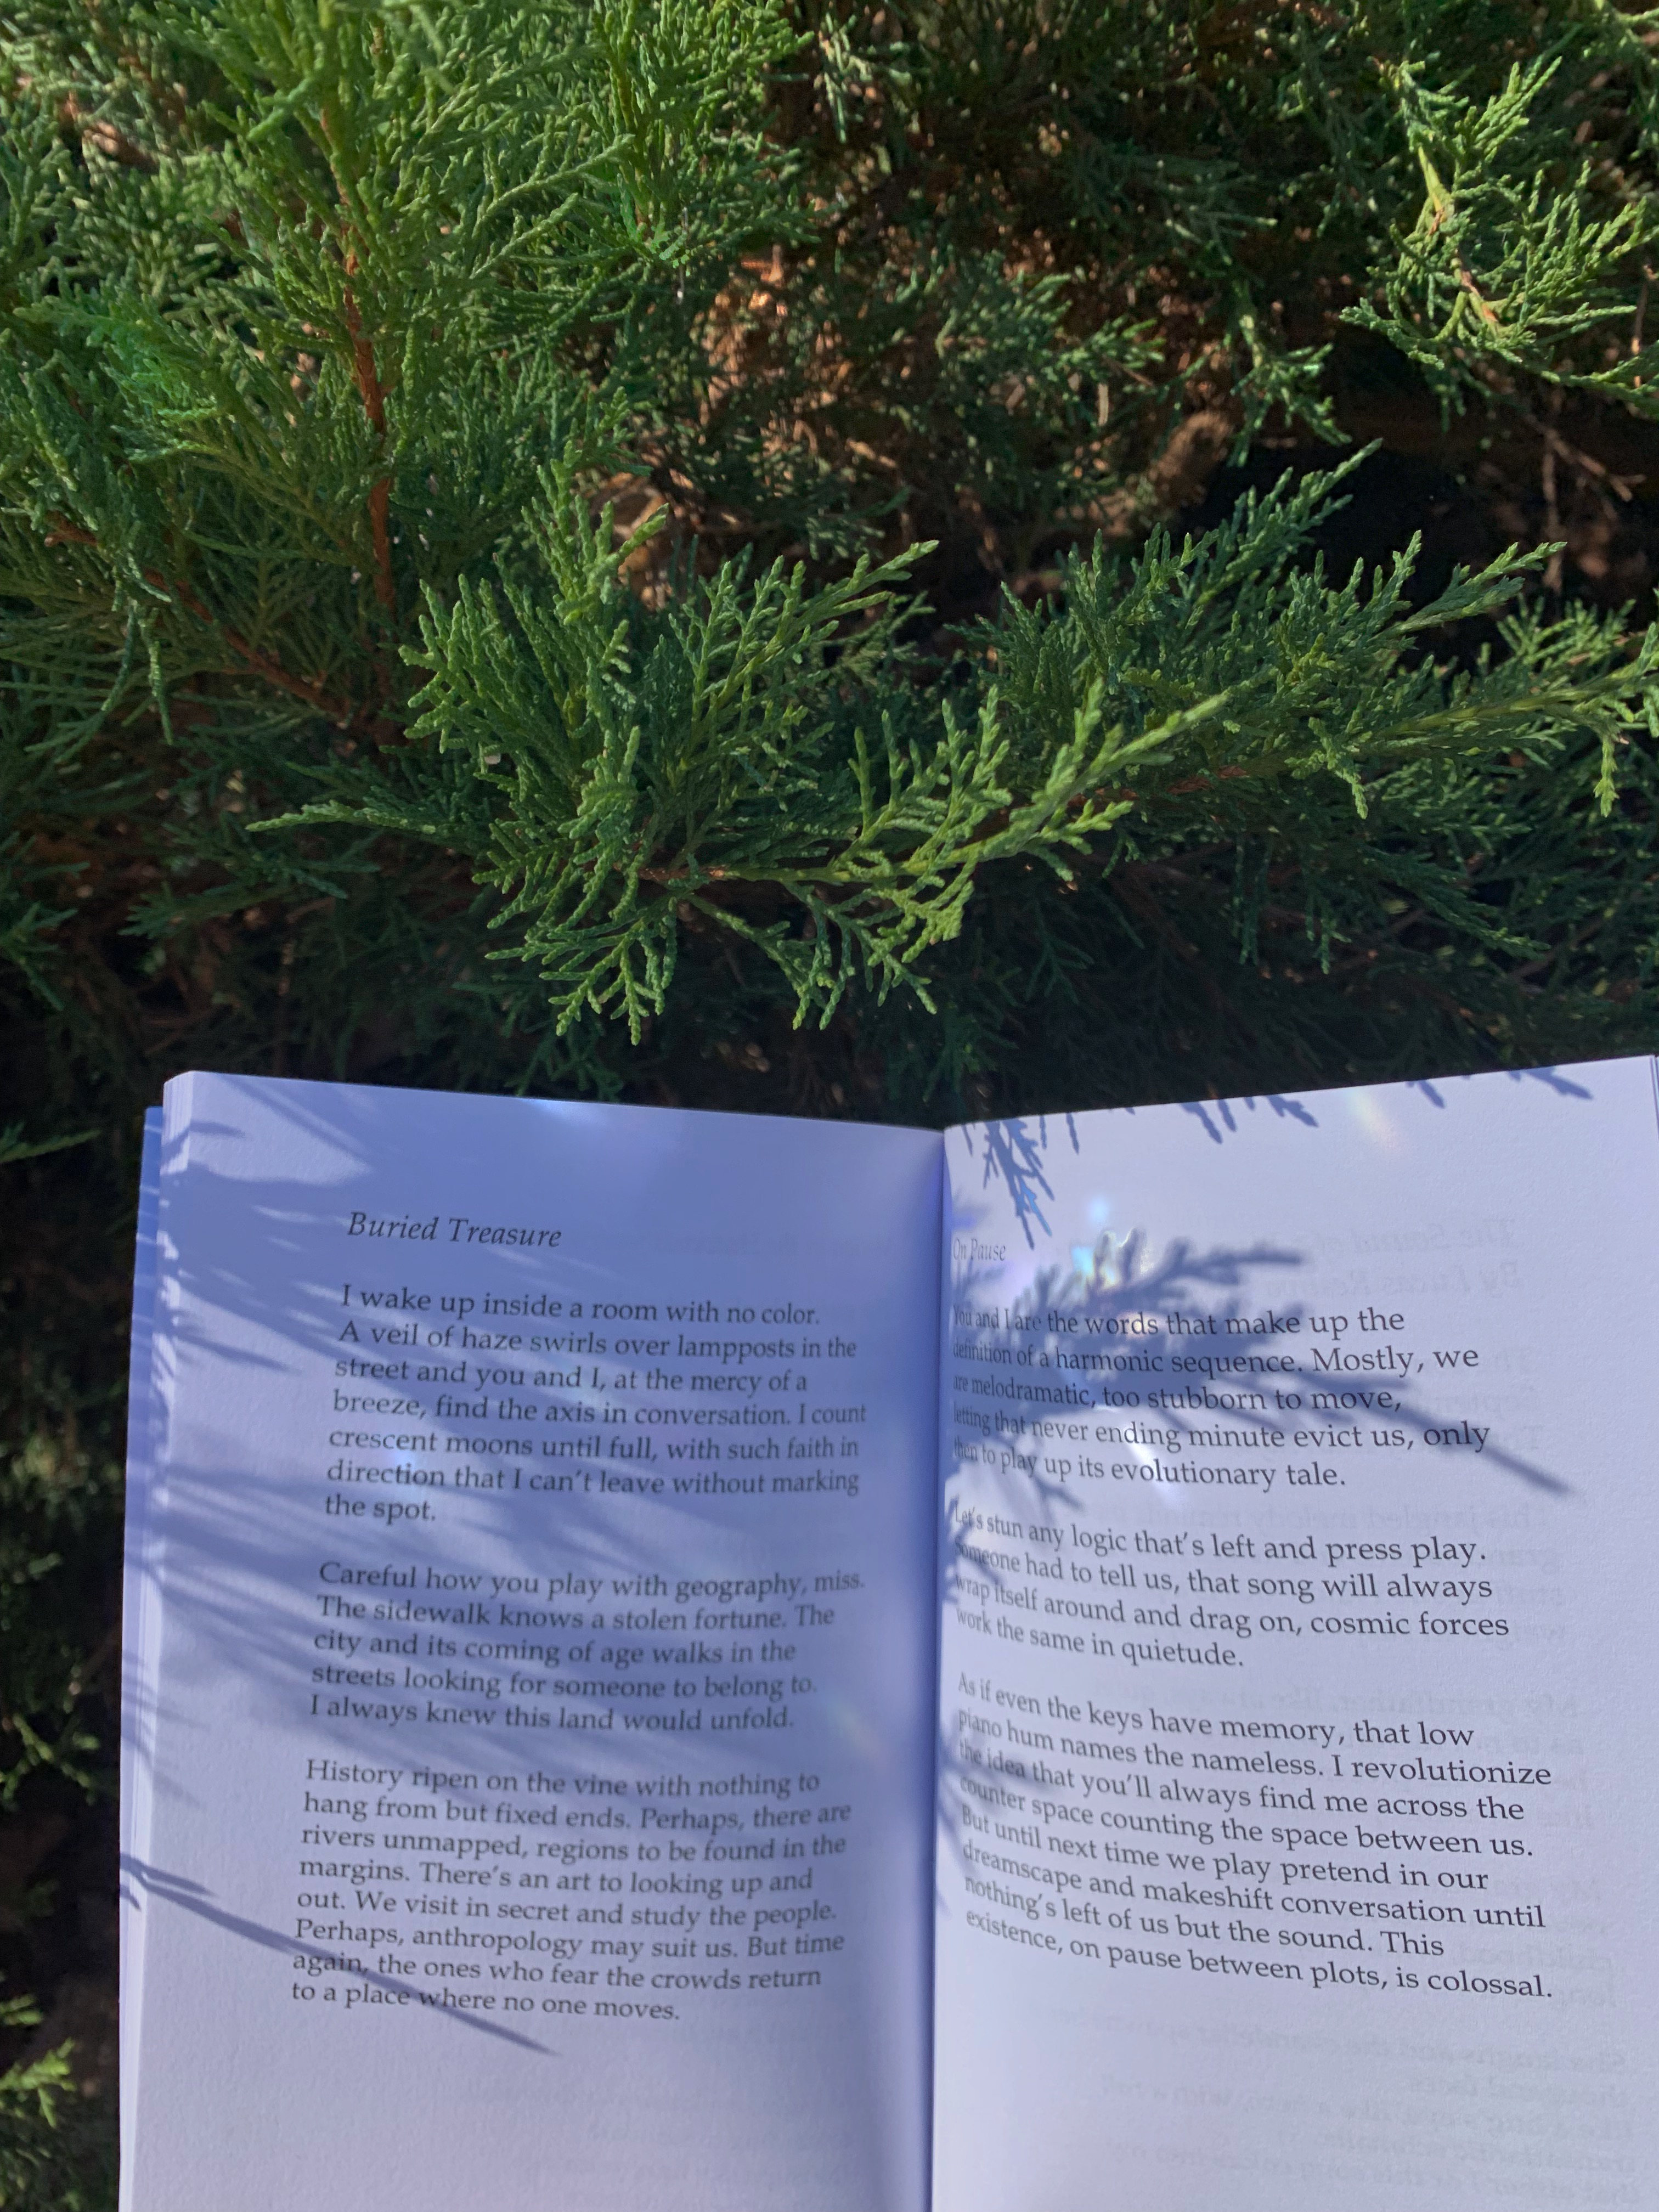 Buried Treasure
I wake up inside a room with no color.
A veil of haze swirls over lampposts in the
street and you and I, at the mercy of a
breeze, find the axis in conversation. I count
crescent moons until full, with such faith in
direction that I can't leave without marking
the spot.
Careful how you play with geography, miss.
The sidewalk knows a stolen fortune. The
city and its coming of age walks in the
streets looking for someone to belong to.
I always knew this land would unfold.
History ripen on the vine with nothing to
hang from but fixed ends. Perhaps, there are
rivers unmapped, regions to be found in the
margins. There's an art to looking up and
out. We visit in secret and study the people.
Perhaps, anthropology may suit us. But time
again, the ones who fear the crowds return
to a place where no one moves.
On Pause
You and I are the words that make up the
definition of a harmonic sequence. Mostly, we
are melodramatic, too stubborn to move,
letting that never ending minute evict us, only
then to play up its evolutionary tale.
Let's stun any logic that's left and press play.
Someone had to tell us, that song will always
wrap itself around and drag on, cosmic forces
work the same in quietude.
As if even the keys have memory, that low
piano hum names the nameless. I revolutionize
the idea that you'll always find me across the
counter space counting the space between us.
But until next time we play pretend in our
dreamscape and makeshift conversation until
nothing's left of us but the sound. This
existence, on pause between plots, is colossal.